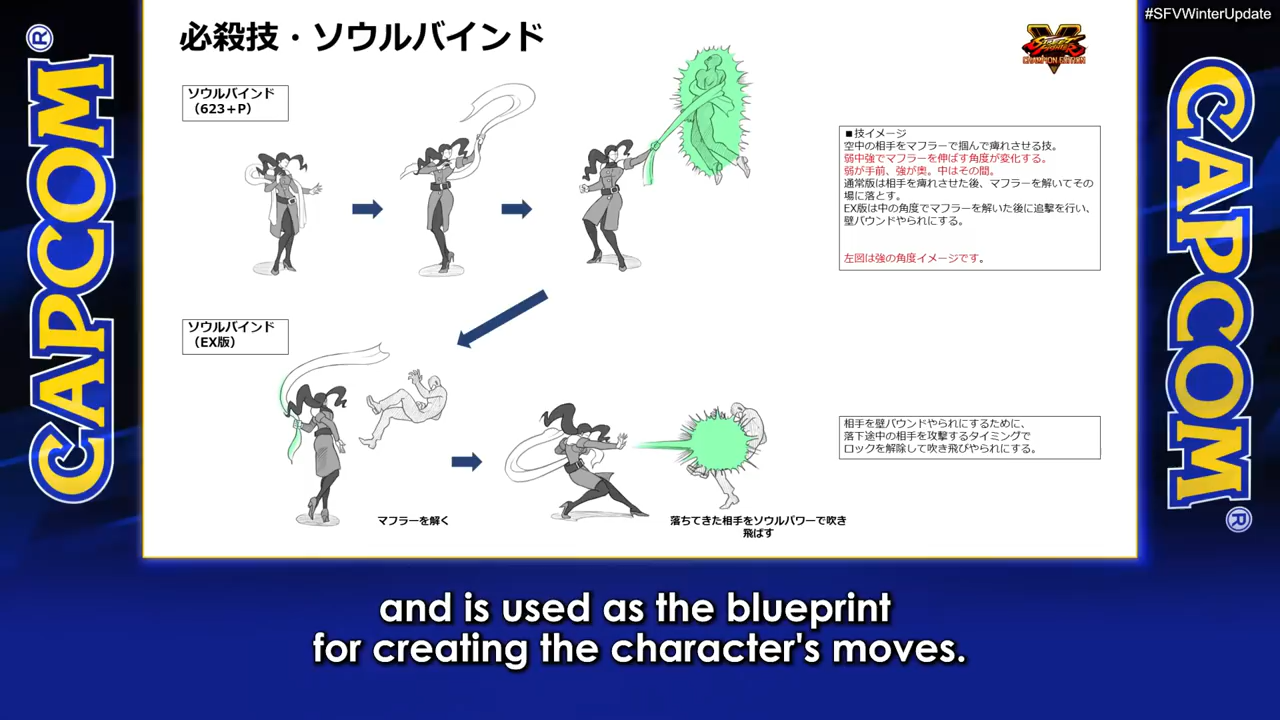 #SFVWinterUpdate
CAPCOM®
CAPCOM®
必殺技・ソウルバインド
STREET FIGHTER V
CHAMPION EDITION
ソウルバインド
（623＋P）
■技イメージ
空中の相手をマフラーで掴んで痺れさせる技。
弱中強でマフラーを伸ばす角度が変化する。
弱が手前、強が奥。中はその間。
通常版は相手を痺れさせた後、マフラーを解いてその
場に落とす。
EX版は中の角度でマフラーを解いた後に追撃を行い、
壁バウンドやられにする。
左図は強の角度イメージです。
ソウルバインド
（EX版）
相手を壁バウンドやられにするために、
落下途中の相手を攻撃するタイミングで
ロックを解除して吹き飛びやられにする。
マフラーを解く
落ちてきた相手をソウルパワーで吹き
飛ばす
and is used as the blueprint
for creating the character's moves.